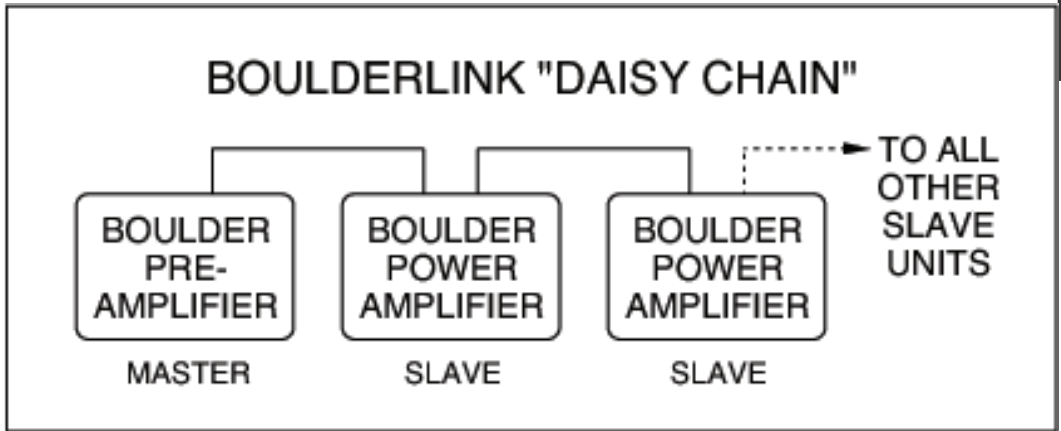 BOULDERLINK "DAISY CHAIN"
BOULDER
PRE-
AMPLIFIER
MASTER
BOULDER
POWER
AMPLIFIER
SLAVE
BOULDER
POWER
AMPLIFIER
SLAVE
TO ALL
OTHER
SLAVE
UNITS